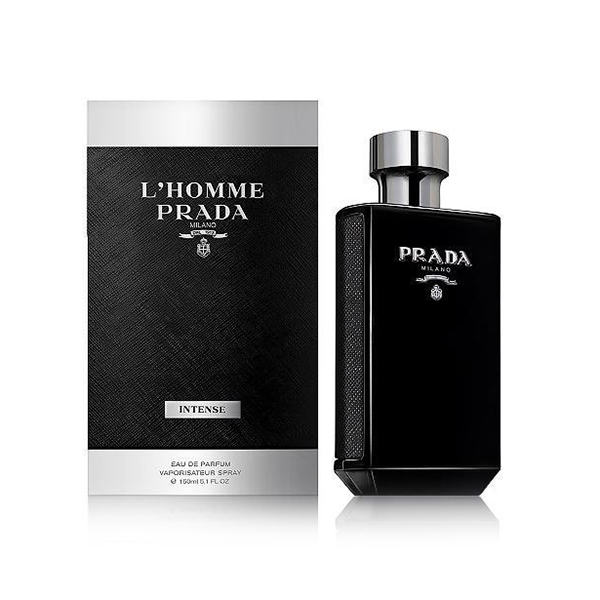 L'HOMME
PRADA
MILANO
INTENSE
EAU DE PARFUM
VAPORISATEUR SPRAY
℮ 150ml 5,1 FL OZ
PRADA
MILANO